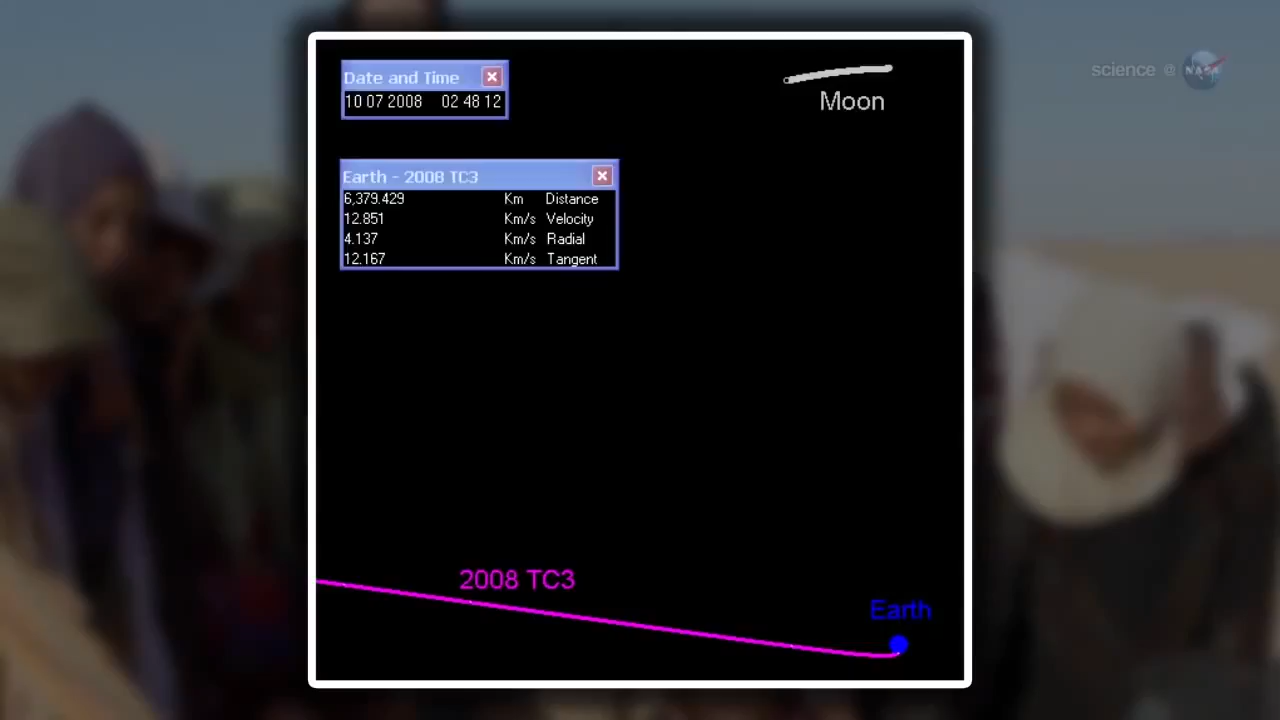 science @ NASA
Date and Time
10 07 2008 02 48 12
Moon
Earth - 2008 TC3
6,379.429 Km Distance
12.851 Km/s Velocity
4.137 Km/s Radial
12.167 Km/s Tangent
2008 TC3
Earth